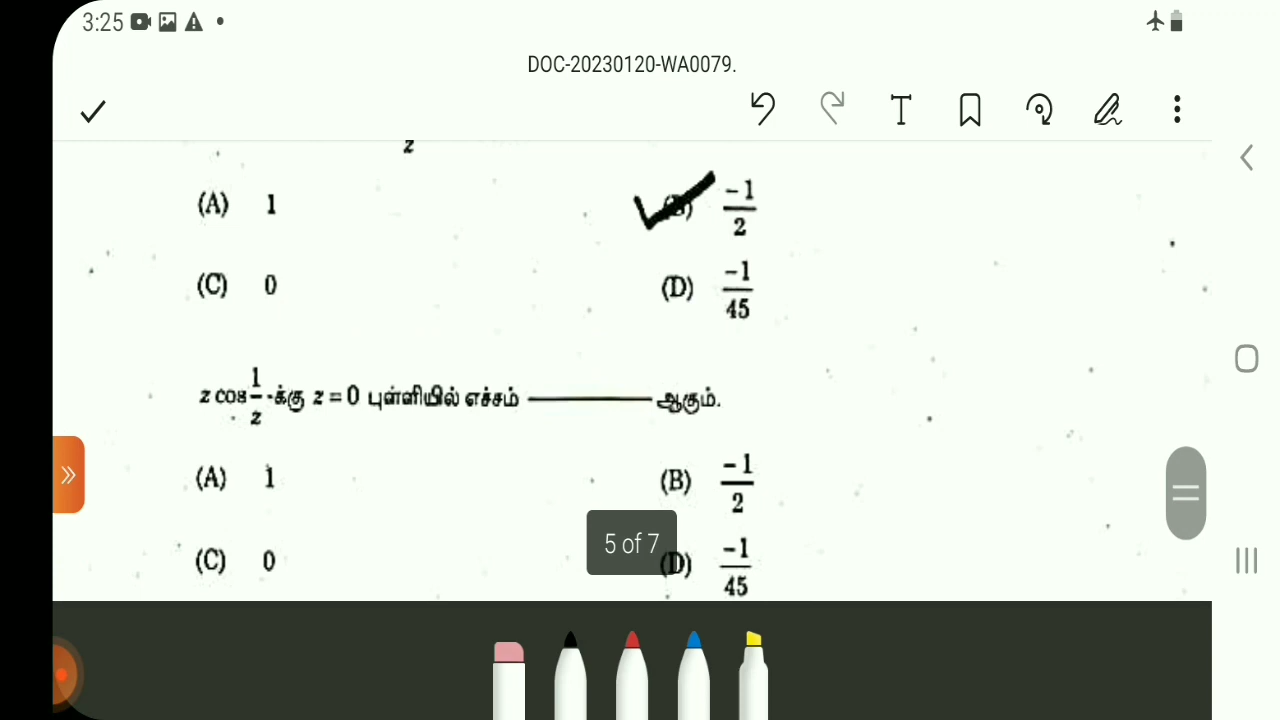 3:25
DOC-20230120-WA0079.
T
z
(A) 1 (B) -1/2
(C) 0 (D) -1/45
z cos 1/z -க்கு z = 0 புள்ளியில் எச்சம் ———— ஆகும்.
(A) 1 (B) -1/2
(C) 0 (D) -1/45
5 of 7